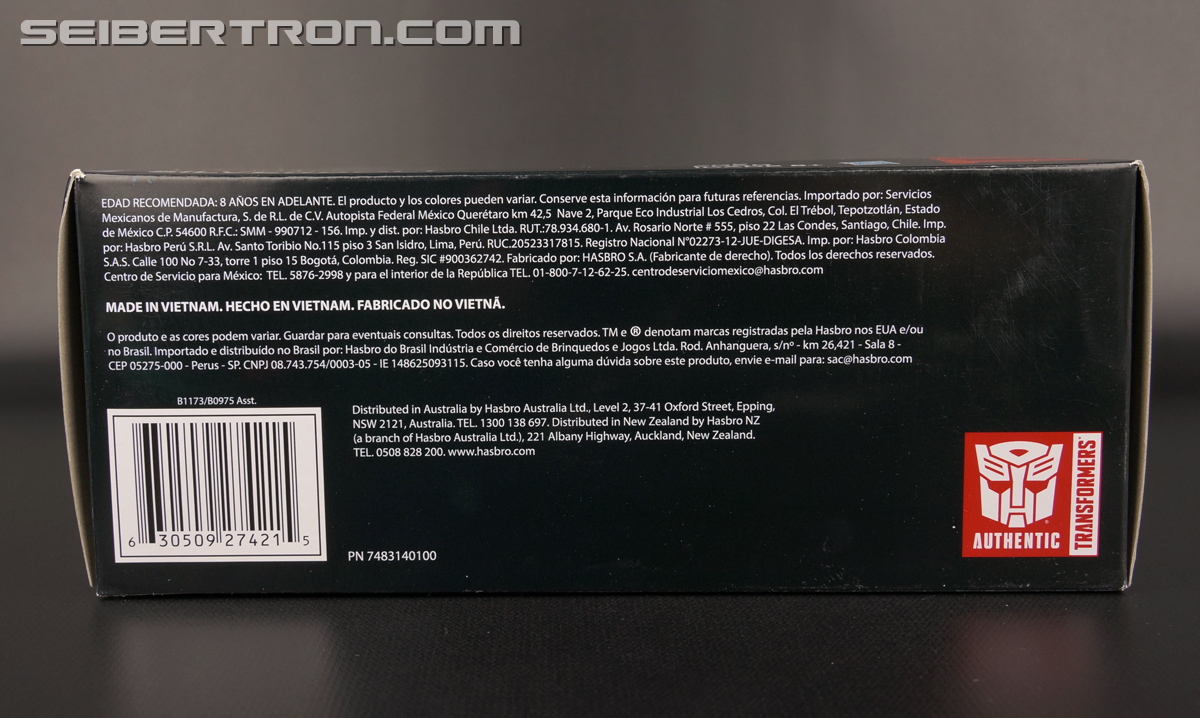 SEIBERTRON.COM
EDAD RECOMENDADA: 8 AÑOS EN ADELANTE. El producto y los colores pueden variar. Conserve esta información para futuras referencias. Importado por: Servicios
Mexicanos de Manufactura, S. de R.L. de C.V. Autopista Federal México Querétaro km 42,5 Nave 2, Parque Eco Industrial Los Cedros, Col. El Trébol, Tepotzotlán, Estado
de México C.P. 54600 R.F.C.: SMM - 990712 - 156. Imp. y dist. por: Hasbro Chile Ltda. RUT.:78.934.680-1. Av. Rosario Norte # 555, piso 22 Las Condes, Santiago, Chile. Imp.
por: Hasbro Perú S.R.L. Av. Santo Toribio No.115 piso 3 San Isidro, Lima, Perú. RUC.20523317815. Registro Nacional N°02273-12-JUE-DIGESA. Imp. por: Hasbro Colombia
S.A.S. Calle 100 No 7-33, torre 1 piso 15 Bogotá, Colombia. Reg. SIC #900362742. Fabricado por: HASBRO S.A. (Fabricante de derecho). Todos los derechos reservados.
Centro de Servicio para México: TEL. 5876-2998 y para el interior de la República TEL. 01-800-7-12-62-25. centrodeserviciomexico@hasbro.com
MADE IN VIETNAM. HECHO EN VIETNAM. FABRICADO NO VIETNÃ.
O produto e as cores podem variar. Guardar para eventuais consultas. Todos os direitos reservados. TM e ® denotam marcas registradas pela Hasbro nos EUA e/ou
no Brasil. Importado e distribuído no Brasil por: Hasbro do Brasil Indústria e Comércio de Brinquedos e Jogos Ltda. Rod. Anhanguera, s/nº - km 26,421 - Sala 8 -
CEP 05275-000 - Perus - SP. CNPJ 08.743.754/0003-05 - IE 148625093115. Caso você tenha alguma dúvida sobre este produto, envie e-mail para: sac@hasbro.com
B1173/B0975 Asst.
6 30509 27421 5
Distributed in Australia by Hasbro Australia Ltd., Level 2, 37-41 Oxford Street, Epping,
NSW 2121, Australia. TEL. 1300 138 697. Distributed in New Zealand by Hasbro NZ
(a branch of Hasbro Australia Ltd.), 221 Albany Highway, Auckland, New Zealand.
TEL. 0508 828 200. www.hasbro.com
PN 7483140100
AUTHENTIC
TRANSFORMERS